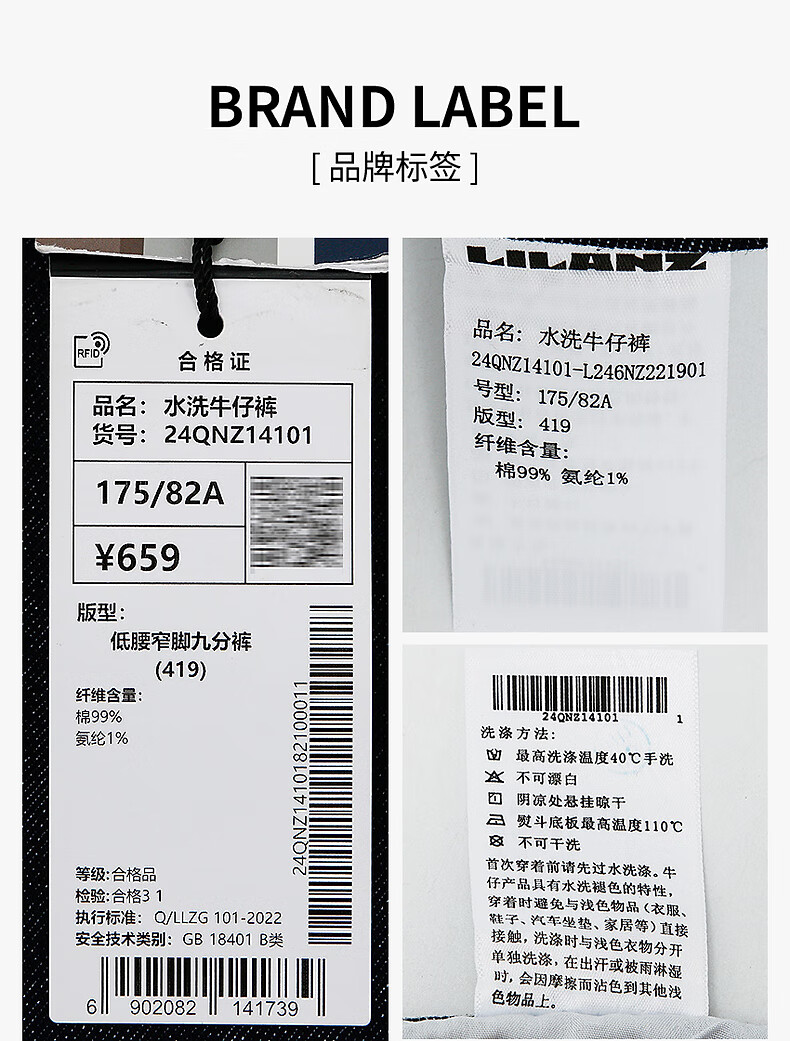 BRAND LABEL
[ 品牌标签 ]
RFID
合格证
品名： 水洗牛仔裤
货号： 24QNZ14101
175/82A
¥659
版型：
低腰窄脚九分裤
(419)
纤维含量:
棉99%
氨纶1%
24QNZ1410182100011
等级:合格品
检验:合格3 1
执行标准： Q/LLZG 101-2022
安全技术类别： GB 18401 B类
6 902082 141739
LILANZ
品名： 水洗牛仔裤
24QNZ14101-L246NZ221901
号型： 175/82A
版型： 419
纤维含量：
棉99% 氨纶1%
24QNZ14101 1
洗涤方法：
最高洗涤温度40℃手洗
不可漂白
阴凉处悬挂晾干
熨斗底板最高温度110℃
不可干洗
首次穿着前请先过水洗涤。牛
仔产品具有水洗褪色的特性，
穿着时避免与浅色物品（衣服、
鞋子、汽车坐垫、家居等）直接
接触，洗涤时与浅色衣物分开
单独洗涤，在出汗或被雨淋湿
时，会因摩擦而沾色到其他浅
色物品上。